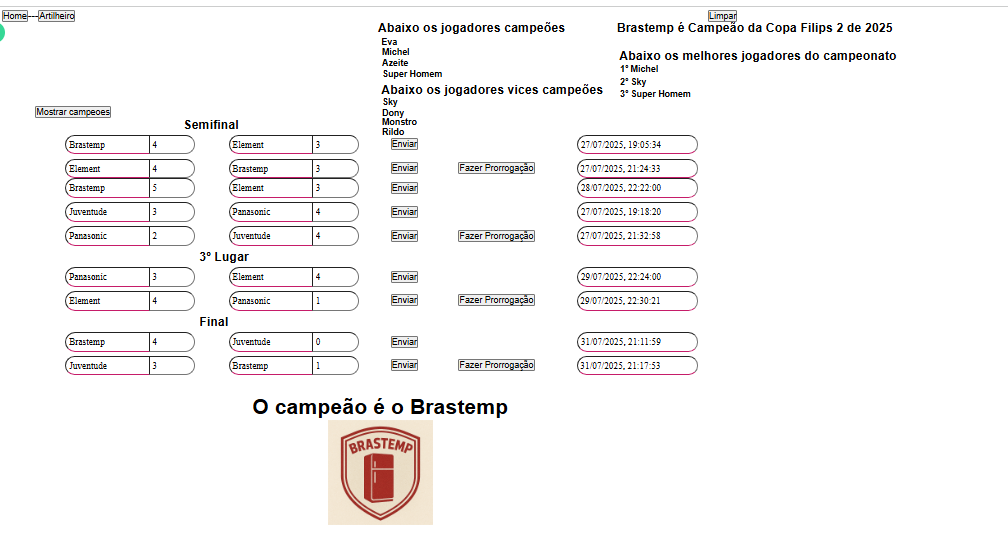 Home---Artilheiro
Limpar
Abaixo os jogadores campeões
Eva
Michel
Azeite
Super Homem
Abaixo os jogadores vices campeões
Sky
Dony
Monstro
Rildo
Brastemp é Campeão da Copa Filips 2 de 2025
Abaixo os melhores jogadores do campeonato
1º Michel
2º Sky
3º Super Homem
Mostrar campeoes
Semifinal
Brastemp 4 Element 3 Enviar 27/07/2025, 19:05:34
Element 4 Brastemp 3 Enviar Fazer Prorrogação 27/07/2025, 21:24:33
Brastemp 5 Element 3 Enviar 28/07/2025, 22:22:00
Juventude 3 Panasonic 4 Enviar 27/07/2025, 19:18:20
Panasonic 2 Juventude 4 Enviar Fazer Prorrogação 27/07/2025, 21:32:58
3º Lugar
Panasonic 3 Element 4 Enviar 29/07/2025, 22:24:00
Element 4 Panasonic 1 Enviar Fazer Prorrogação 29/07/2025, 22:30:21
Final
Brastemp 4 Juventude 0 Enviar 31/07/2025, 21:11:59
Juventude 3 Brastemp 1 Enviar Fazer Prorrogação 31/07/2025, 21:17:53
O campeão é o Brastemp
BRASTEMP